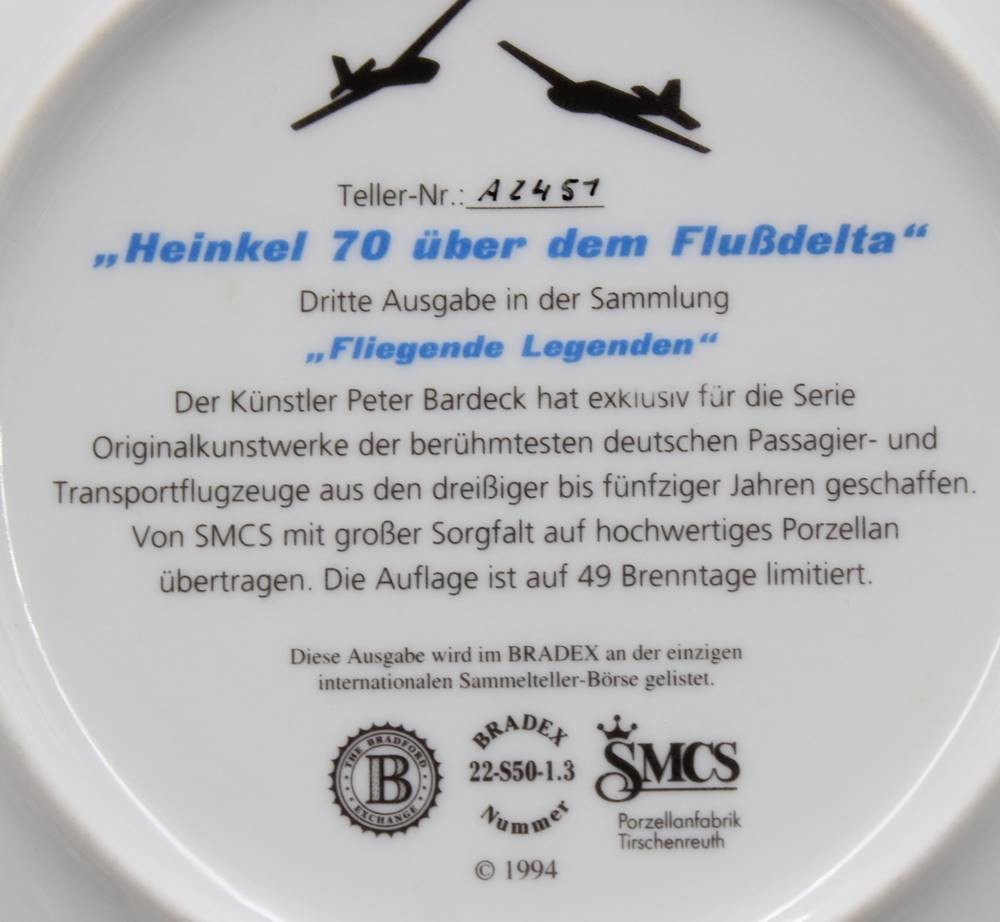 Teller-Nr.: A2451
„Heinkel 70 über dem Flußdelta“
Dritte Ausgabe in der Sammlung
„Fliegende Legenden“
Der Künstler Peter Bardeck hat exklusiv für die Serie
Originalkunstwerke der berühmtesten deutschen Passagier- und
Transportflugzeuge aus den dreißiger bis fünfziger Jahren geschaffen.
Von SMCS mit großer Sorgfalt auf hochwertiges Porzellan
übertragen. Die Auflage ist auf 49 Brenntage limitiert.
Diese Ausgabe wird im BRADEX an der einzigen
internationalen Sammelteller-Börse gelistet.
THE BRADFORD
B
EXCHANGE
BRADEX
22-S50-1.3
Nummer
SMCS
Porzellanfabrik
Tirschenreuth
© 1994